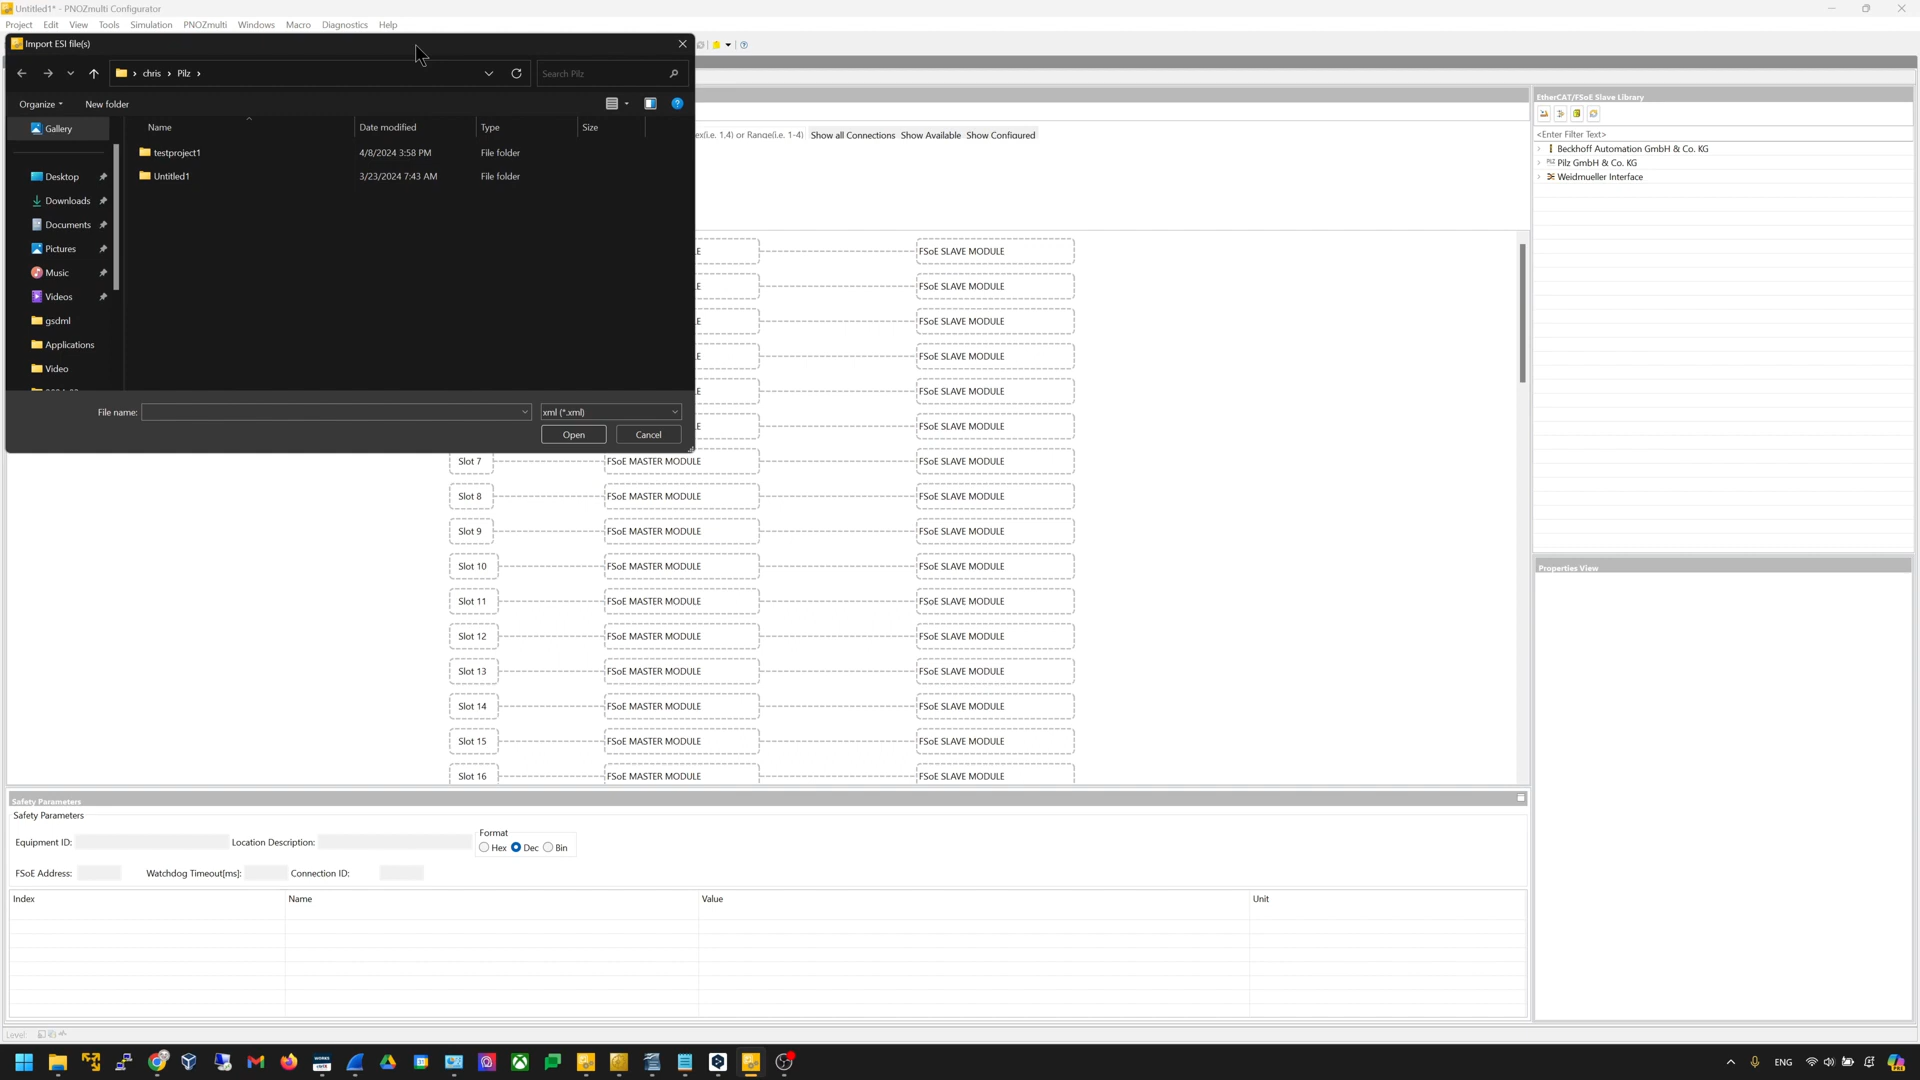 Untitled1* - PNOZmulti Configurator
Project Edit View Tools Simulation PNOZmulti Windows Macro Diagnostics Help
Import ESI file(s)
chris > Pilz >
Search Pilz
Organize New folder
Name Date modified Type Size
Gallery
testproject1 4/8/2024 3:58 PM File folder
Untitled1 3/23/2024 7:43 AM File folder
Desktop
Downloads
Documents
Pictures
Music
Videos
gsdml
Applications
Video
File name: xml (*.xml)
Open Cancel
ex(i.e. 1,4) or Range(i.e. 1-4) Show all Connections Show Available Show Configured
EtherCAT/FSoE Slave Library
<Enter Filter Text>
Beckhoff Automation GmbH & Co. KG
Pilz GmbH & Co. KG
Weidmueller Interface
Properties View
E FSoE SLAVE MODULE
E FSoE SLAVE MODULE
E FSoE SLAVE MODULE
E FSoE SLAVE MODULE
E FSoE SLAVE MODULE
E FSoE SLAVE MODULE
Slot 7 FSoE MASTER MODULE FSoE SLAVE MODULE
Slot 8 FSoE MASTER MODULE FSoE SLAVE MODULE
Slot 9 FSoE MASTER MODULE FSoE SLAVE MODULE
Slot 10 FSoE MASTER MODULE FSoE SLAVE MODULE
Slot 11 FSoE MASTER MODULE FSoE SLAVE MODULE
Slot 12 FSoE MASTER MODULE FSoE SLAVE MODULE
Slot 13 FSoE MASTER MODULE FSoE SLAVE MODULE
Slot 14 FSoE MASTER MODULE FSoE SLAVE MODULE
Slot 15 FSoE MASTER MODULE FSoE SLAVE MODULE
Slot 16 FSoE MASTER MODULE FSoE SLAVE MODULE
Safety Parameters
Safety Parameters
Equipment ID: Location Description: Format
Hex Dec Bin
FSoE Address: Watchdog Timeout[ms]: Connection ID:
Index Name Value Unit
Level:
ENG